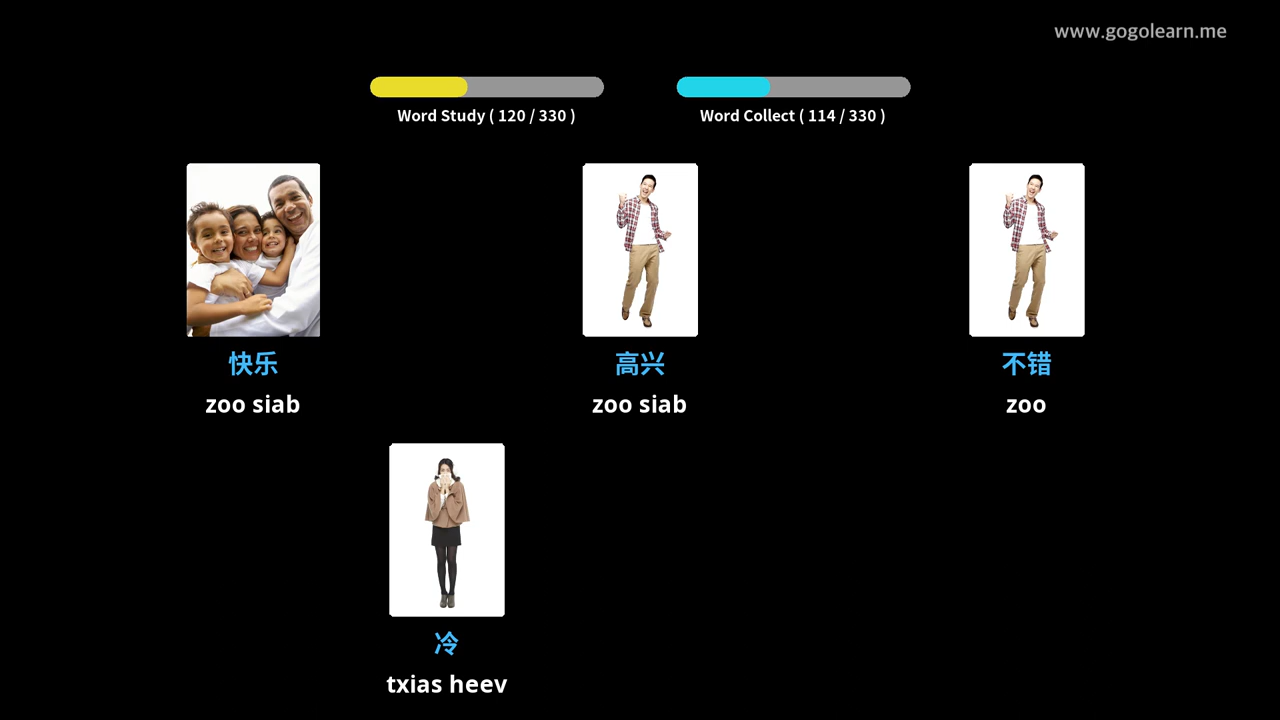 www.gogolearn.me
Word Study ( 120 / 330 )
Word Collect ( 114 / 330 )
快乐
zoo siab
高兴
zoo siab
不错
zoo
冷
txias heev